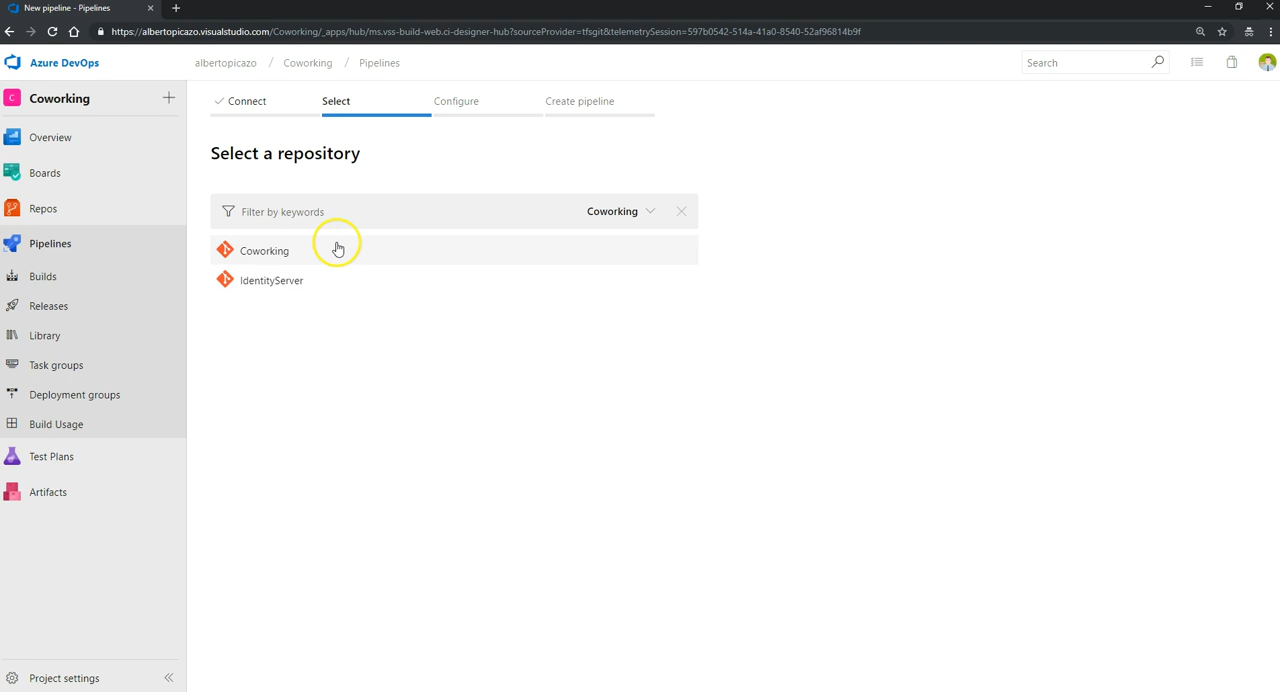 New pipeline - Pipelines
https://albertopicazo.visualstudio.com/Coworking/_apps/hub/ms.vss-build-web.ci-designer-hub?sourceProvider=tfsgit&telemetrySession=597b0542-514a-41a0-8540-52af96814b9f
Azure DevOps
albertopicazo / Coworking / Pipelines
Search
C Coworking
Connect
Select
Configure
Create pipeline
Overview
Boards
Repos
Pipelines
Builds
Releases
Library
Task groups
Deployment groups
Build Usage
Test Plans
Artifacts
Project settings
Select a repository
Filter by keywords
Coworking
Coworking
IdentityServer